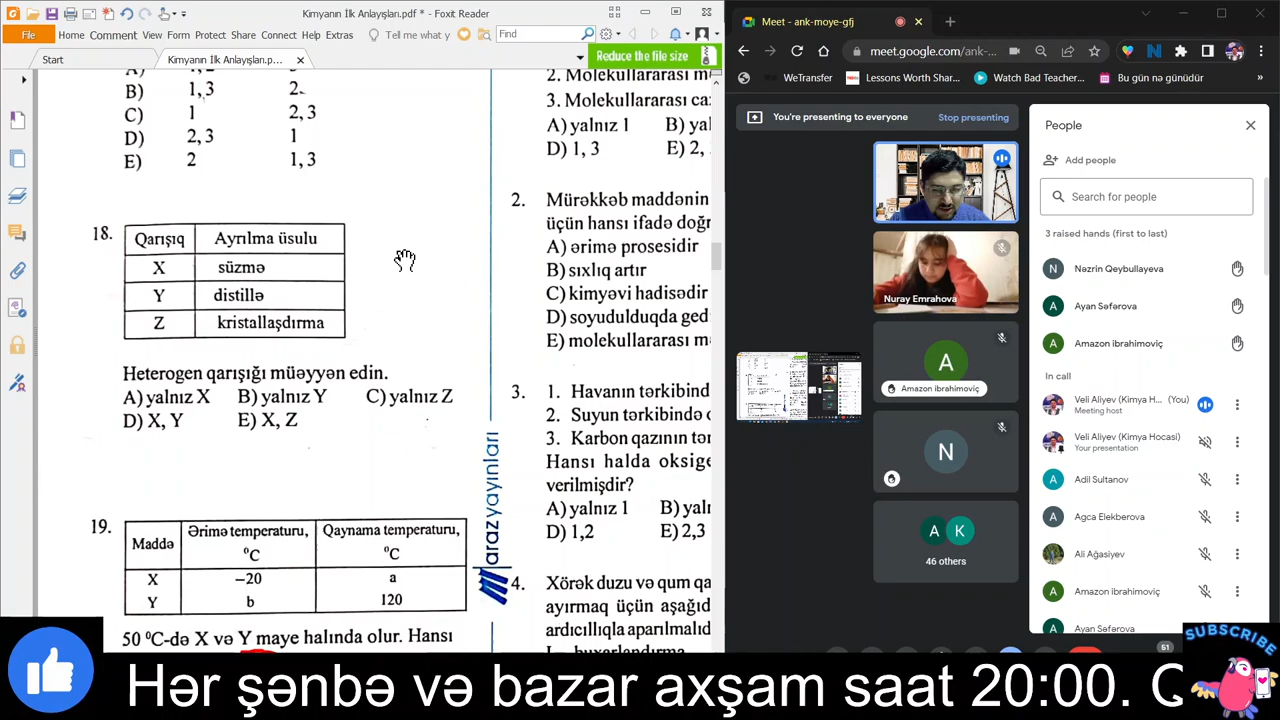 Kimyanın İlk Anlayışları.pdf * - Foxit Reader
File Home Comment View Form Protect Share Connect Help Extras Tell me what y Find
Start Kimyanın İlk Anlayışları.p... Reduce the file size
B) 1, 3 2
C) 1 2, 3
D) 2, 3 1
E) 2 1, 3
18.
Qarışıq Ayrılma üsulu
X süzmə
Y distillə
Z kristallaşdırma
Heterogen qarışığı müəyyən edin.
A) yalnız X B) yalnız Y C) yalnız Z
D) X, Y E) X, Z
19.
Maddə Ərimə temperaturu, °C Qaynama temperaturu, °C
X –20 a
Y b 120
50 °C-də X və Y maye halında olur. Hansı
araz yayınları
2. Molekullararası m
3. Molekullararası ca
A) yalnız 1 B) yal
D) 1, 3 E) 2,
2. Mürəkkəb maddənin
üçün hansı ifadə doğr
A) ərimə prosesidir
B) sıxlıq artır
C) kimyəvi hadisədir
D) soyudulduqda ged
E) molekullararası m
3. 1. Havanın tərkibind
2. Suyun tərkibində
3. Karbon qazının tər
Hansı halda oksige
verilmişdir?
A) yalnız 1 B) yal
D) 1,2 E) 2,3
4. Xörək duzu və qum qa
ayırmaq üçün aşağıd
ardıcıllıqla aparılmalıd
Meet - ank-moye-gfj
meet.google.com/ank-...
WeTransfer Lessons Worth Shar... Watch Bad Teacher... Bu gün nə günüdür
You're presenting to everyone Stop presenting
Nuray Emrahova
A
Amazon ibrahimoviç
N
A K
46 others
People
Add people
Search for people
3 raised hands (first to last)
N Nəzrin Qeybullayeva
A Ayan Səfərova
A Amazon ibrahimoviç
In call
Veli Aliyev (Kimya H... (You)
Meeting host
Veli Aliyev (Kimya Hocasi)
Your presentation
A Adil Sultanov
A Agca Elekberova
Ali Ağasiyev
A Amazon ibrahimoviç
A Ayan Səfərova
51
SUBSCRIBE
Hər şənbə və bazar axşam saat 20:00.